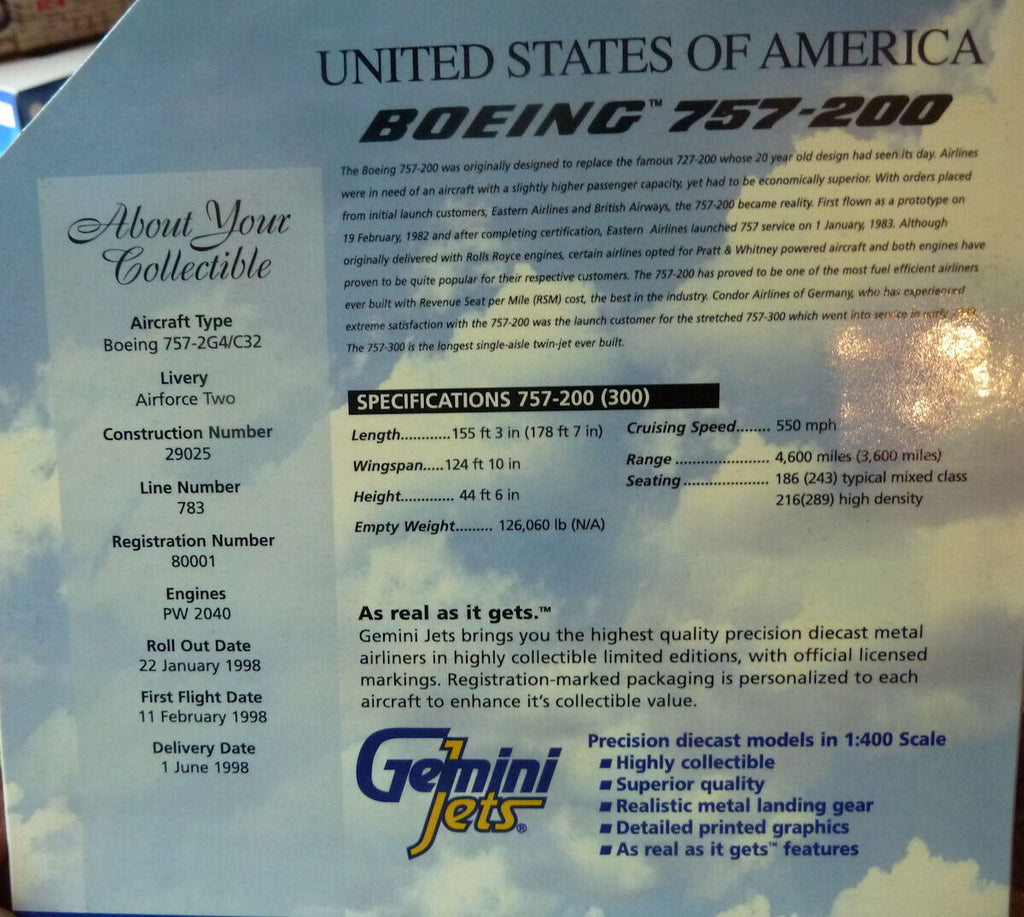 UNITED STATES OF AMERICA
BOEING™ 757-200
The Boeing 757-200 was originally designed to replace the famous 727-200 whose 20 year old design had seen its day. Airlines
were in need of an aircraft with a slightly higher passenger capacity, yet had to be economically superior. With orders placed
from initial launch customers, Eastern Airlines and British Airways, the 757-200 became reality. First flown as a prototype on
19 February, 1982 and after completing certification, Eastern Airlines launched 757 service on 1 January, 1983. Although
originally delivered with Rolls Royce engines, certain airlines opted for Pratt & Whitney powered aircraft and both engines have
proven to be quite popular for their respective customers. The 757-200 has proved to be one of the most fuel efficient airliners
ever built with Revenue Seat per Mile (RSM) cost, the best in the industry. Condor Airlines of Germany, who has experienced
extreme satisfaction with the 757-200 was the launch customer for the stretched 757-300 which went into service in early
The 757-300 is the longest single-aisle twin-jet ever built.
About Your
Collectible
Aircraft Type
Boeing 757-2G4/C32
Livery
Airforce Two
Construction Number
29025
Line Number
783
Registration Number
80001
Engines
PW 2040
Roll Out Date
22 January 1998
First Flight Date
11 February 1998
Delivery Date
1 June 1998
SPECIFICATIONS 757-200 (300)
Length............155 ft 3 in (178 ft 7 in)
Wingspan.....124 ft 10 in
Height............. 44 ft 6 in
Empty Weight......... 126,060 lb (N/A)
Cruising Speed........ 550 mph
Range ...................... 4,600 miles (3,600 miles)
Seating .................... 186 (243) typical mixed class
216(289) high density
As real as it gets.™
Gemini Jets brings you the highest quality precision diecast metal
airliners in highly collectible limited editions, with official licensed
markings. Registration-marked packaging is personalized to each
aircraft to enhance it's collectible value.
Gemini
Jets®
Precision diecast models in 1:400 Scale
■ Highly collectible
■ Superior quality
■ Realistic metal landing gear
■ Detailed printed graphics
■ As real as it gets™ features